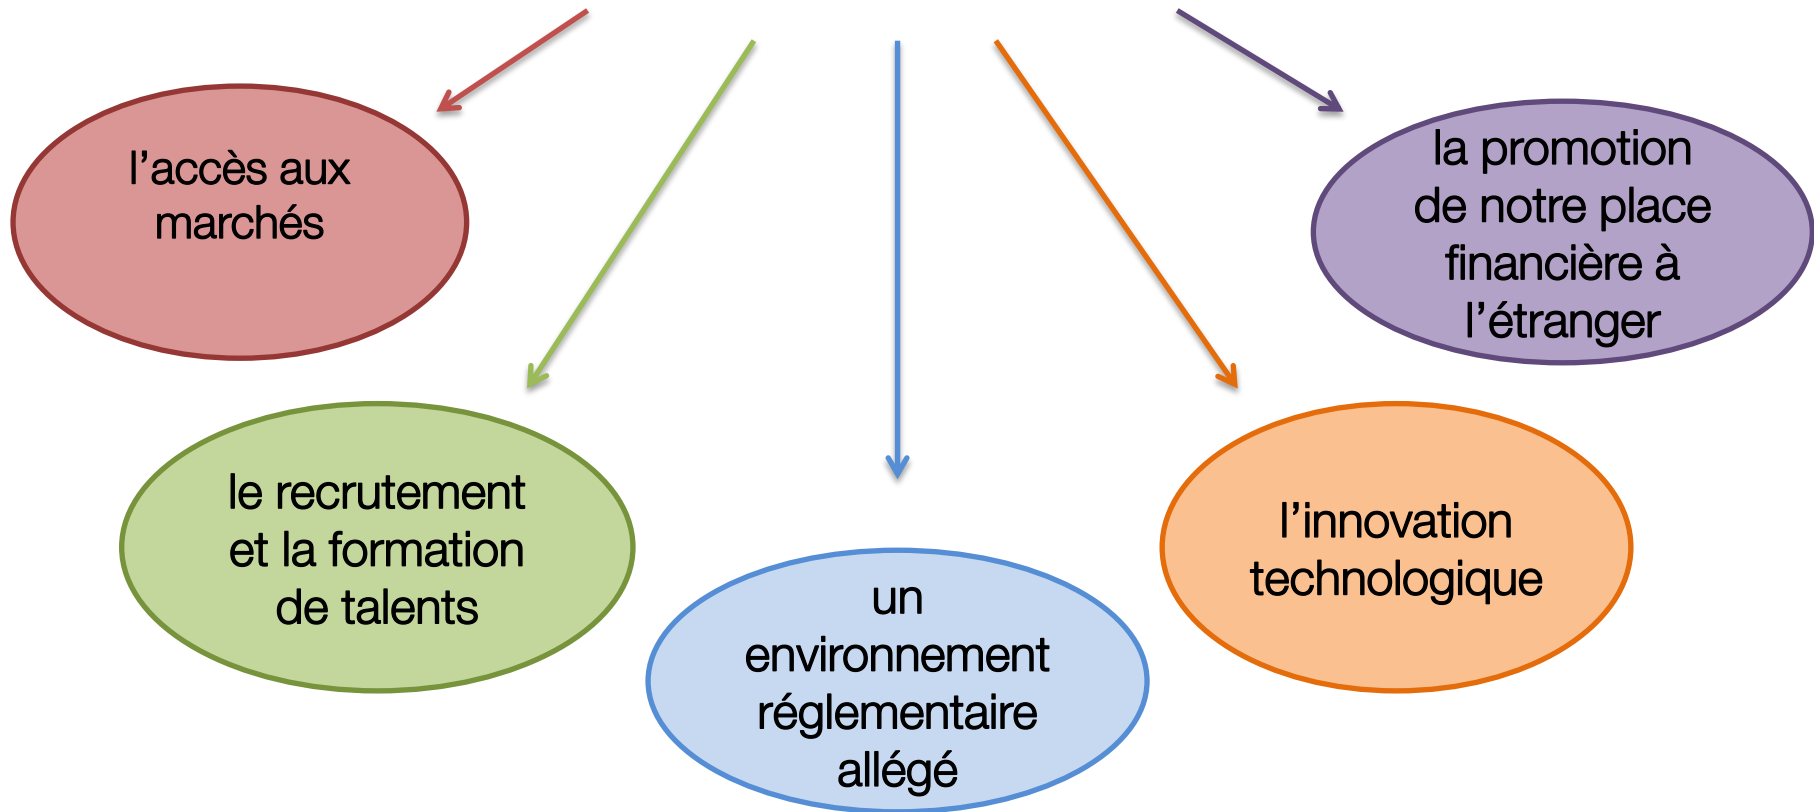 l’accès aux
marchés
le recrutement
et la formation
de talents
un
environnement
réglementaire
allégé
l’innovation
technologique
la promotion
de notre place
financière à
l’étranger